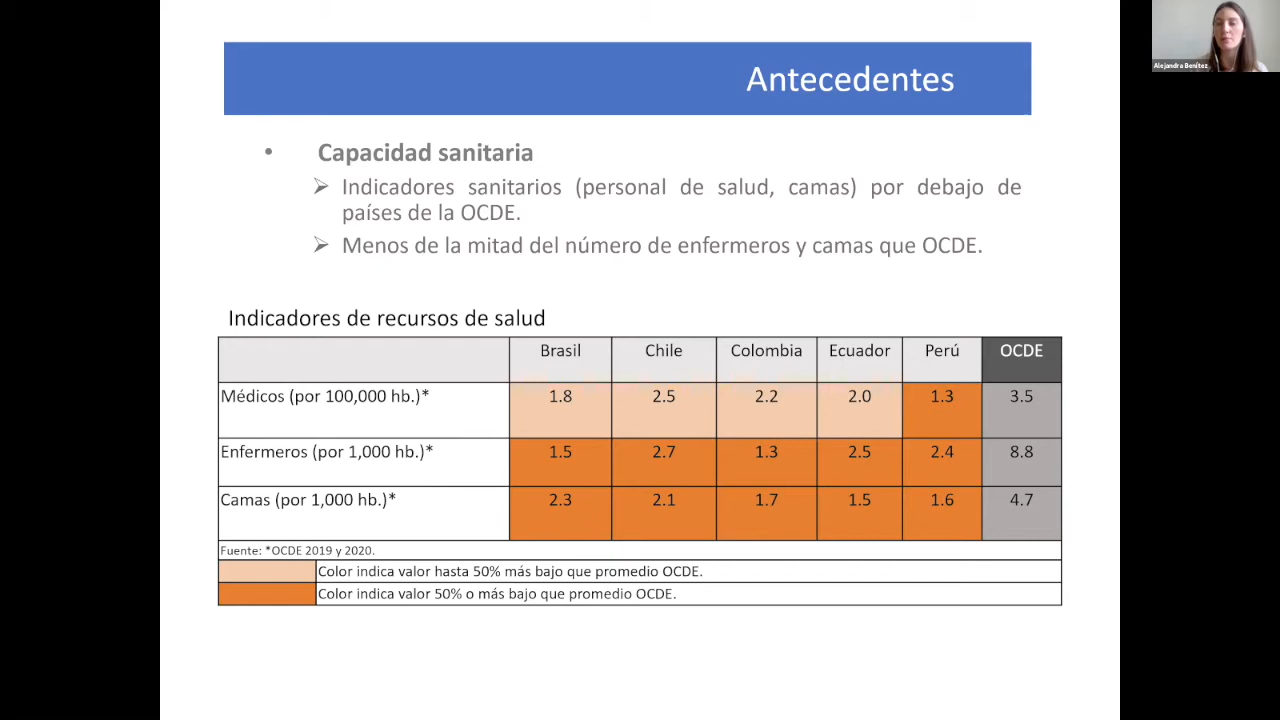 Antecedentes
Alejandra Benítez
• Capacidad sanitaria
➢ Indicadores sanitarios (personal de salud, camas) por debajo de
países de la OCDE.
➢ Menos de la mitad del número de enfermeros y camas que OCDE.
Indicadores de recursos de salud
Brasil Chile Colombia Ecuador Perú OCDE
Médicos (por 100,000 hb.)* 1.8 2.5 2.2 2.0 1.3 3.5
Enfermeros (por 1,000 hb.)* 1.5 2.7 1.3 2.5 2.4 8.8
Camas (por 1,000 hb.)* 2.3 2.1 1.7 1.5 1.6 4.7
Fuente: *OCDE 2019 y 2020.
Color indica valor hasta 50% más bajo que promedio OCDE.
Color indica valor 50% o más bajo que promedio OCDE.